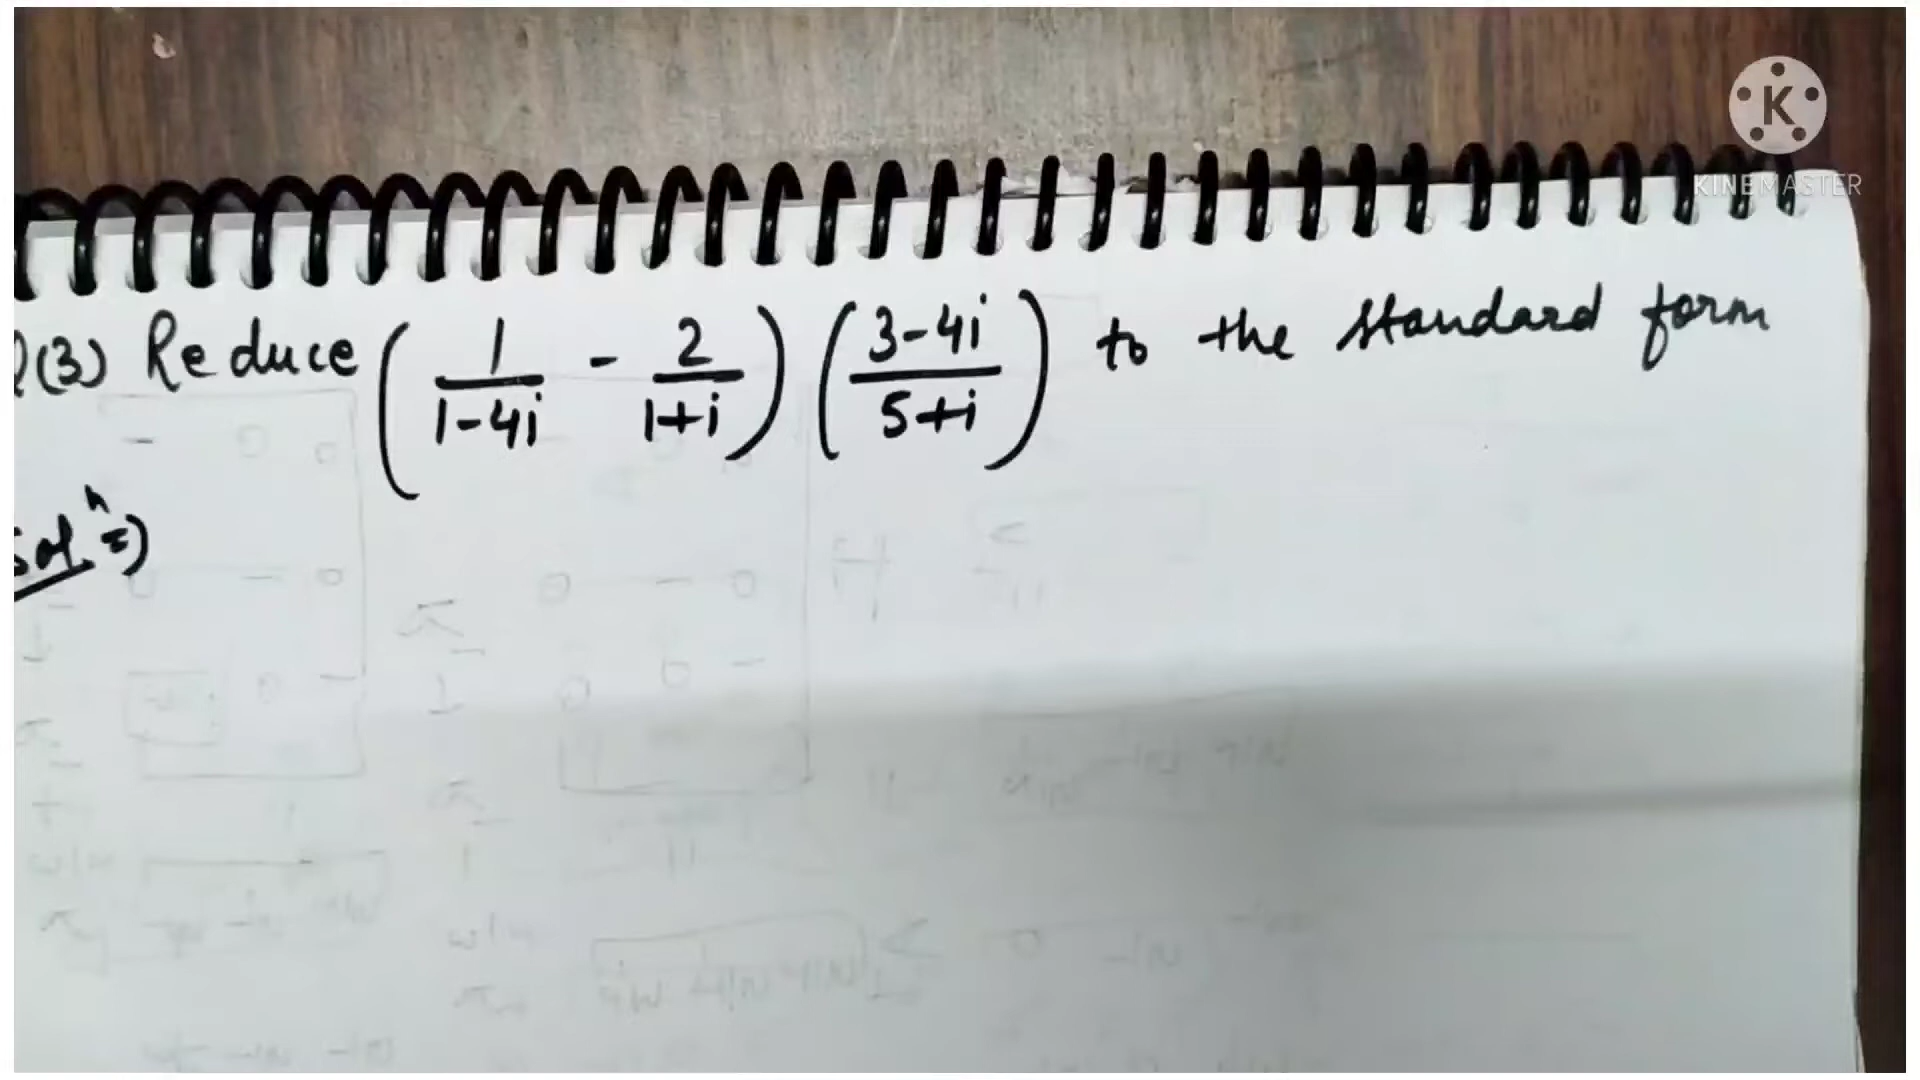 (3) Reduce (1/1-4i - 2/1+i) (3-4i/5+i) to the standard form
Solⁿ=)
K
KINEMASTER